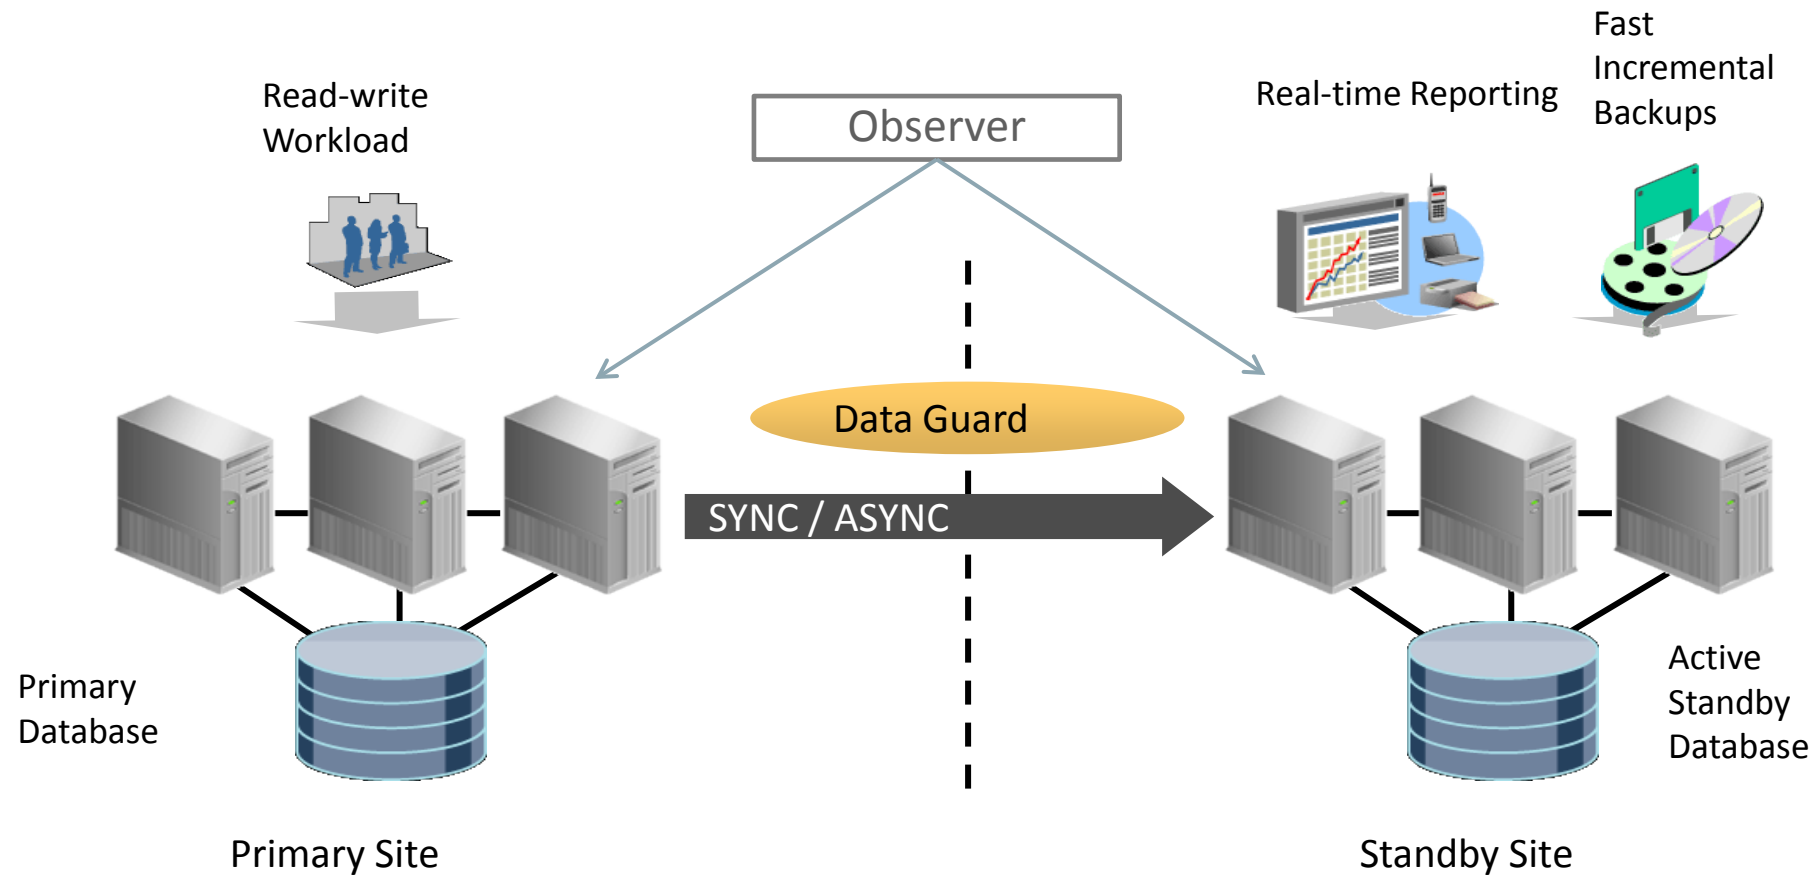 Read-write
Workload
Observer
Real-time Reporting
Fast
Incremental
Backups
Data Guard
SYNC / ASYNC
Primary
Database
Active
Standby
Database
Primary Site
Standby Site